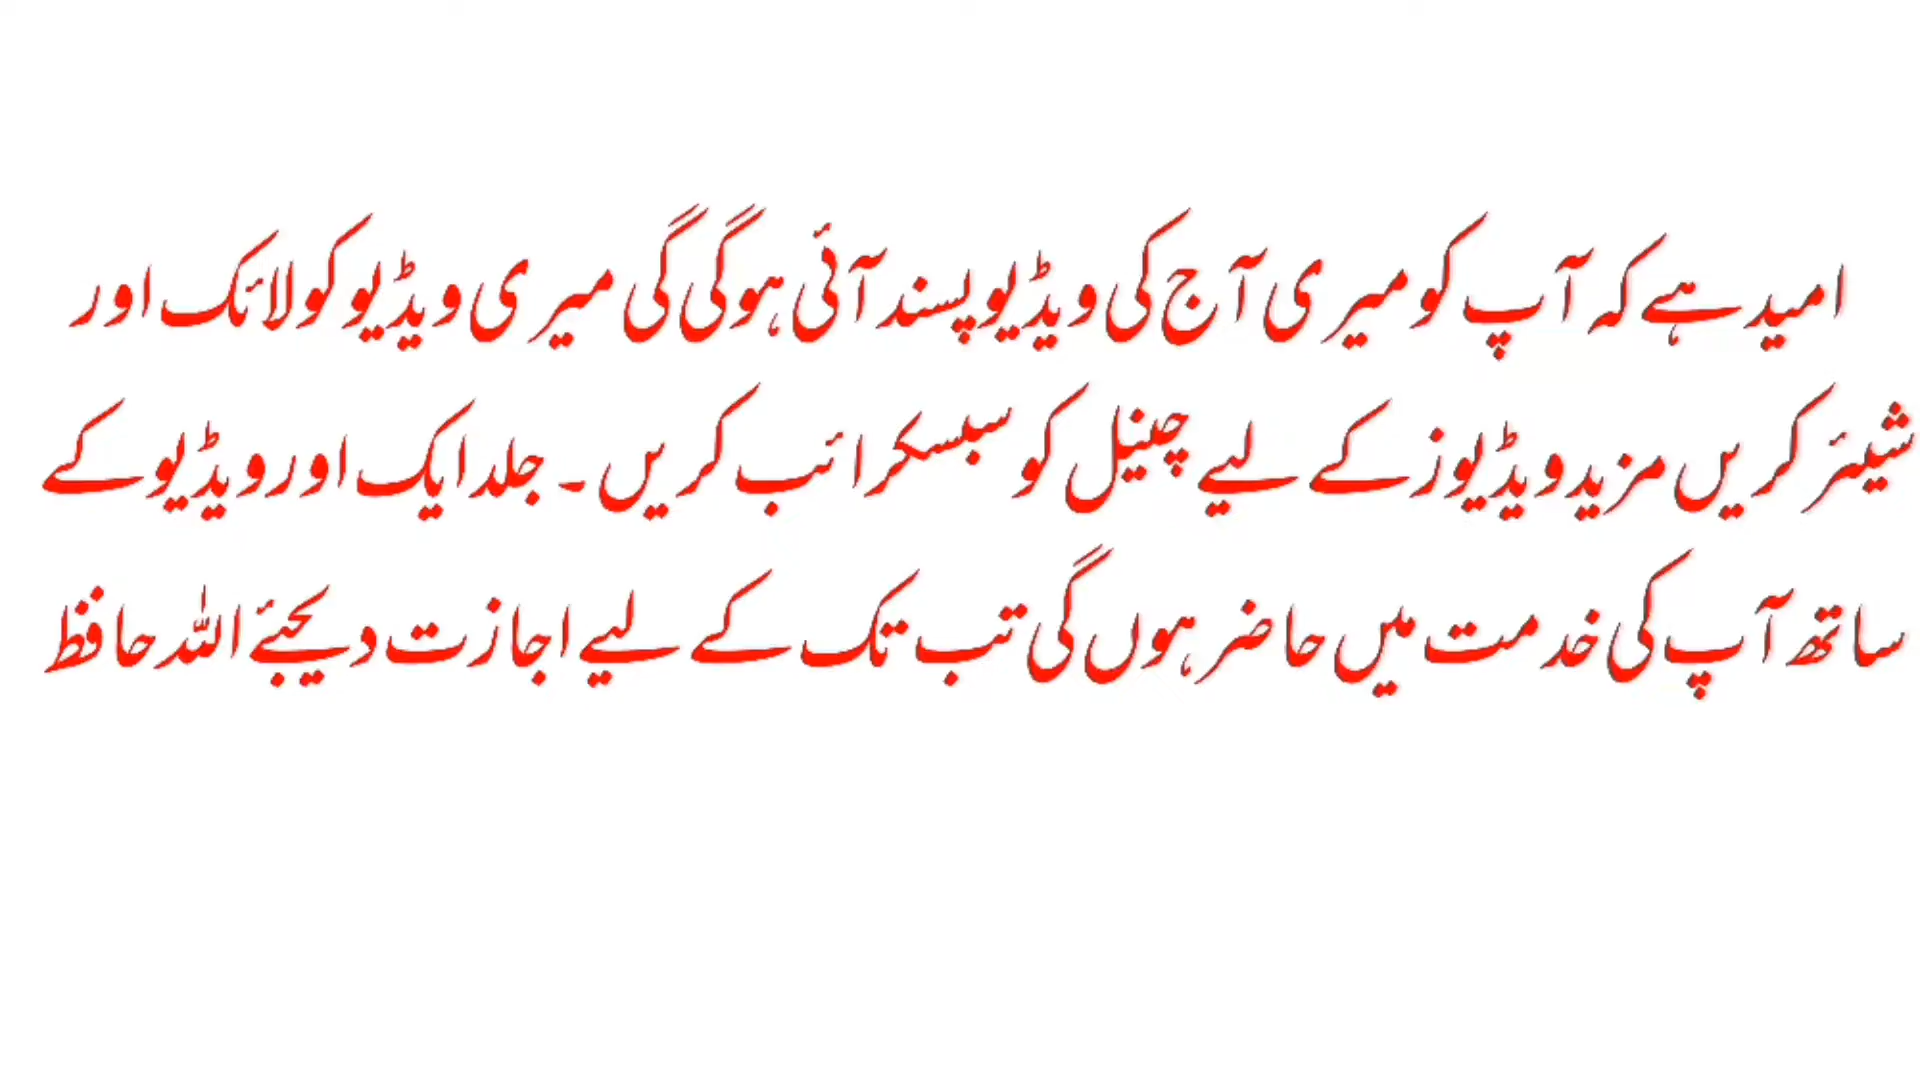 امید ہے کہ آپ کو میری آج کی ویڈیو پسند آئی ہوگی گی میری ویڈیو کو لائک اور
شیئر کریں مزید ویڈیوز کے لیے چینیل کو سبسکرائب کریں۔ جلد ایک اور ویڈیو کے
ساتھ آپ کی خدمت میں حاضر ہوں گی تب تک کے لیے اجازت دیجئے اللہ حافظ